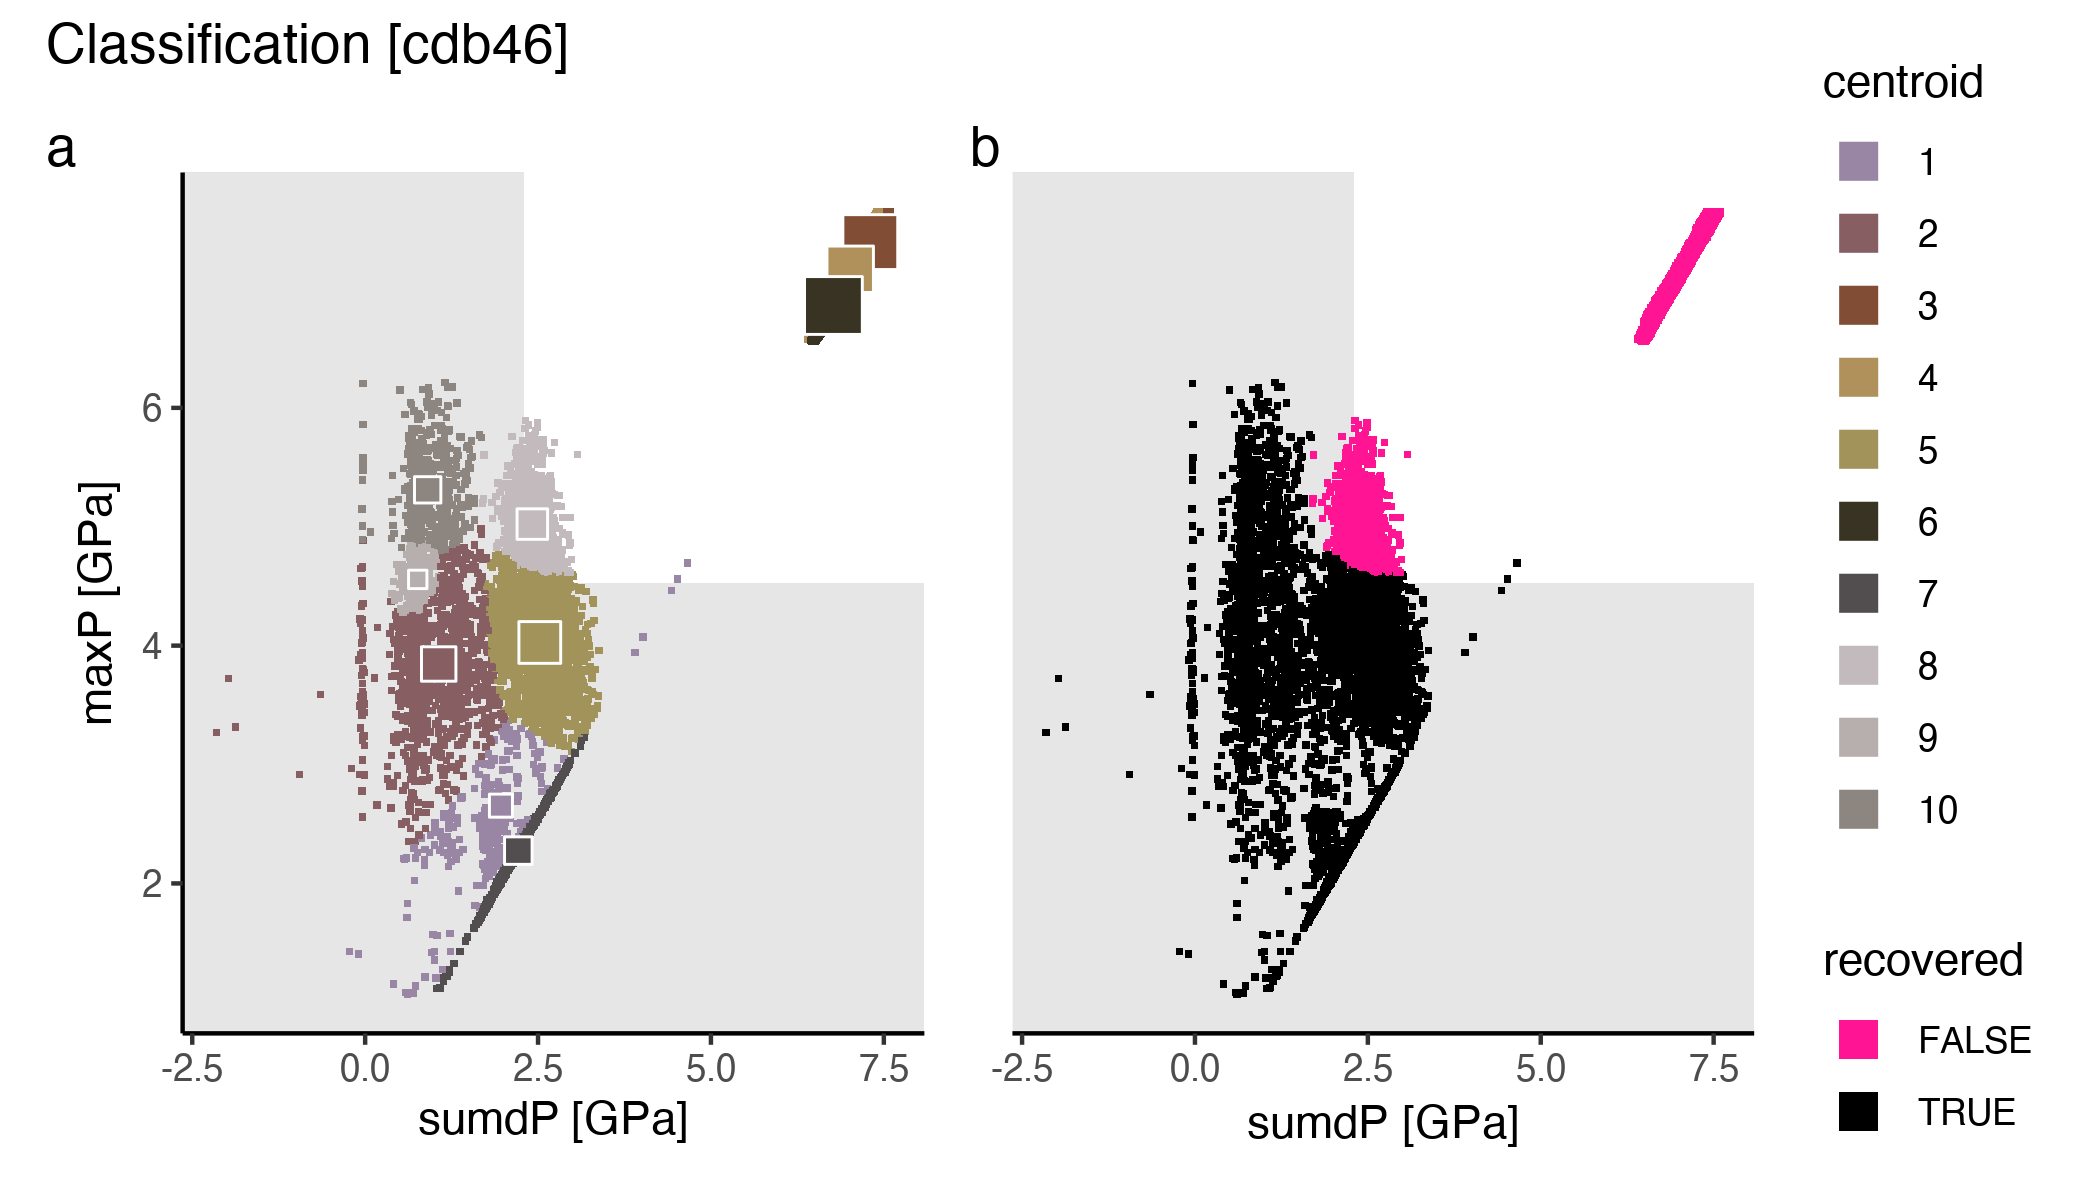 Classification [cdb46]
a
b
maxP [GPa]
6
4
2
-2.5 0.0 2.5 5.0 7.5
sumdP [GPa]
-2.5 0.0 2.5 5.0 7.5
sumdP [GPa]
centroid
1
2
3
4
5
6
7
8
9
10
recovered
FALSE
TRUE